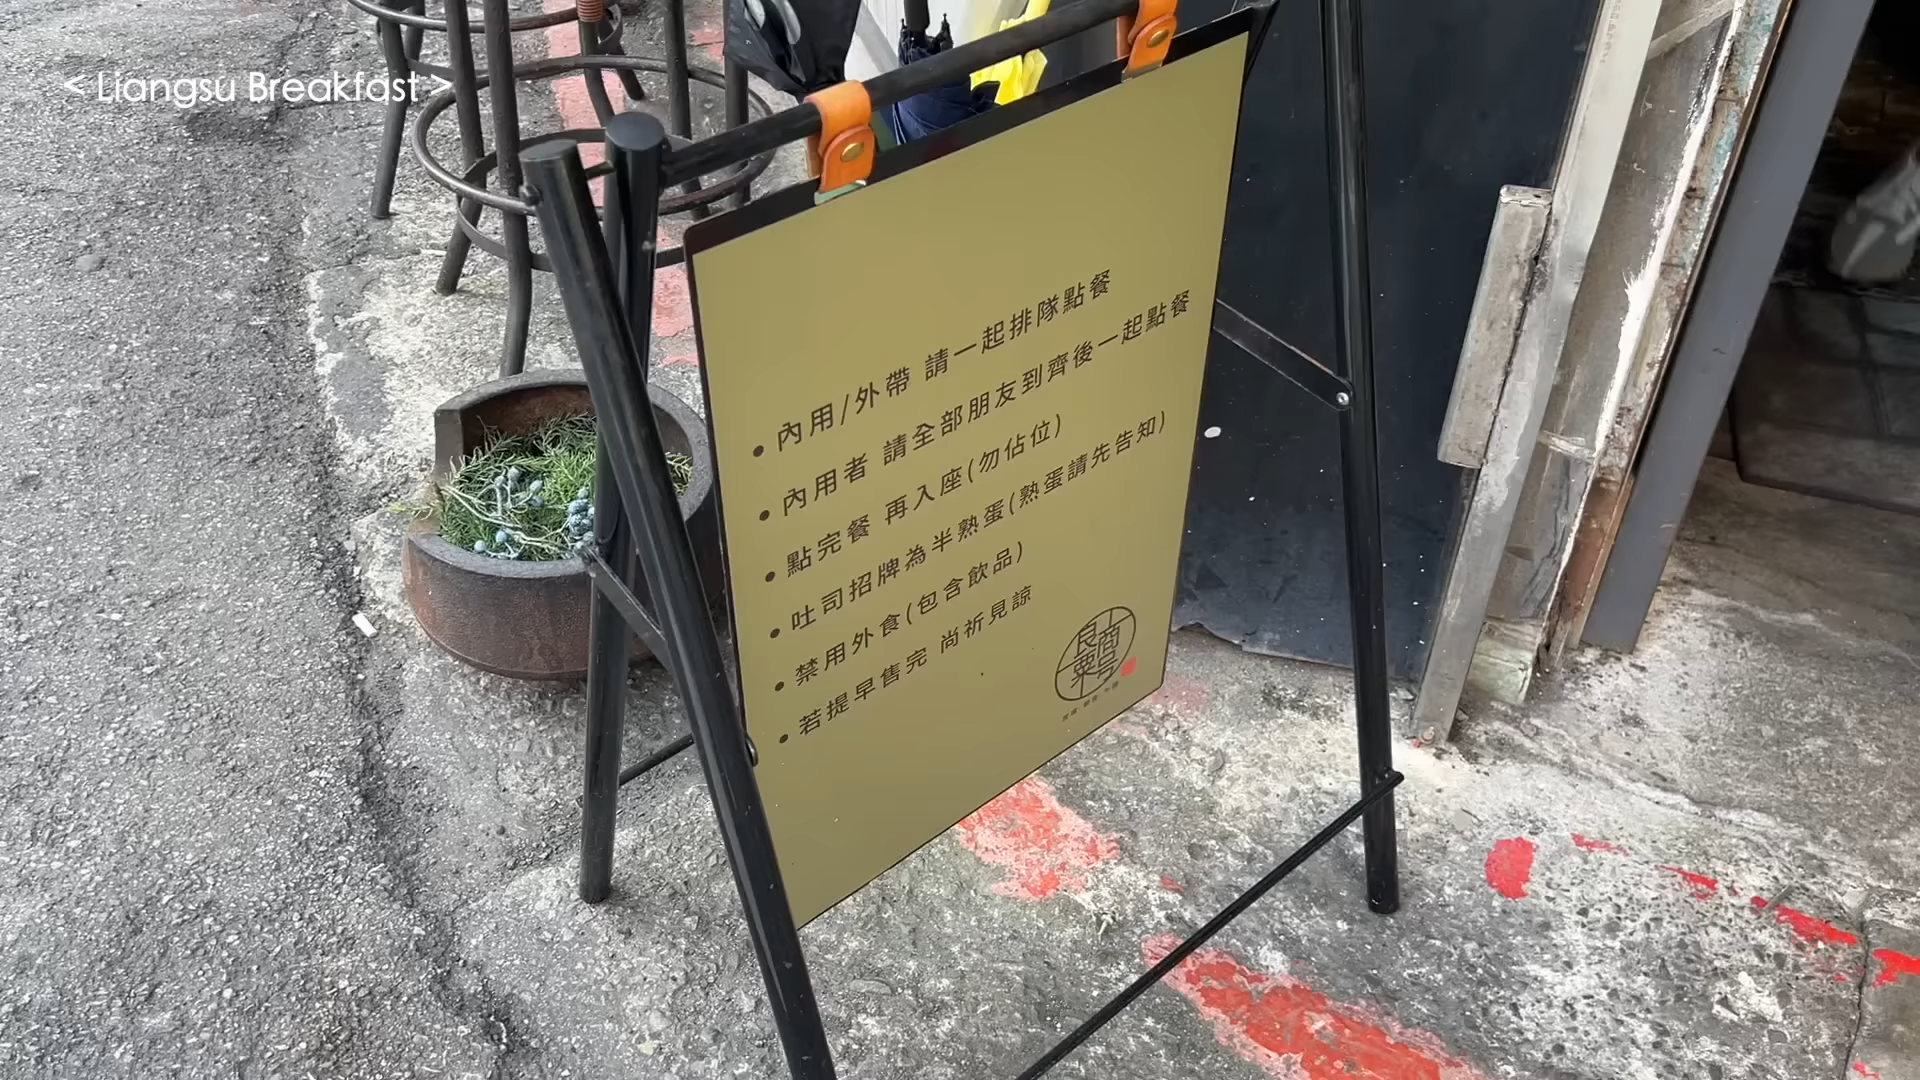 < Liangsu Breakfast >
• 內用/外帶 請一起排隊點餐
• 內用者 請全部朋友到齊後一起點餐
• 點完餐 再入座(勿佔位)
• 吐司招牌為半熟蛋(熟蛋請先告知)
• 禁用外食(包含飲品)
• 若提早售完 尚祈見諒
良粟商号